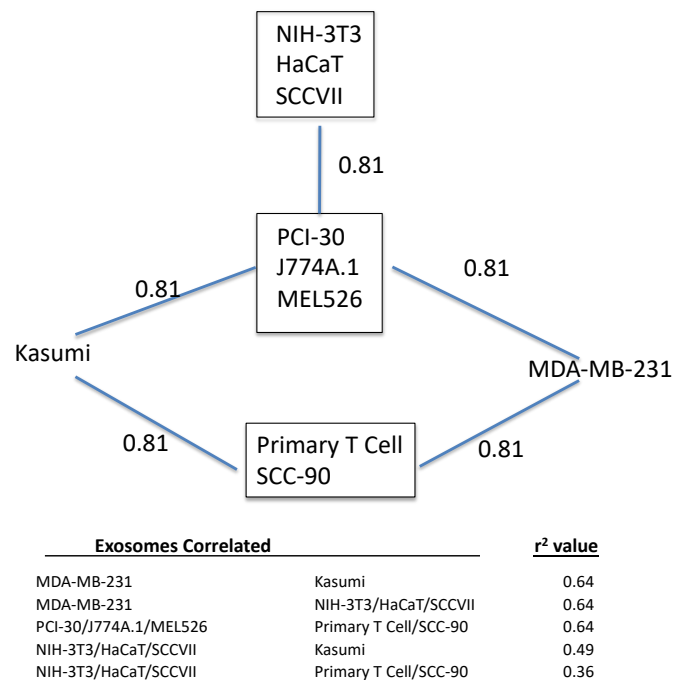 NIH-3T3
HaCaT
SCCVII
0.81
PCI-30
J774A.1
MEL526
0.81
0.81
Kasumi
MDA-MB-231
0.81
Primary T Cell
SCC-90
0.81
Exosomes Correlated r² value
MDA-MB-231 Kasumi 0.64
MDA-MB-231 NIH-3T3/HaCaT/SCCVII 0.64
PCI-30/J774A.1/MEL526 Primary T Cell/SCC-90 0.64
NIH-3T3/HaCaT/SCCVII Kasumi 0.49
NIH-3T3/HaCaT/SCCVII Primary T Cell/SCC-90 0.36